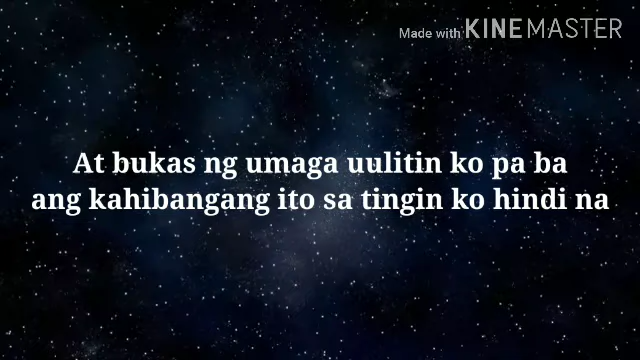 Made with KINEMASTER
At bukas ng umaga uulitin ko pa ba
ang kahibangang ito sa tingin ko hindi na